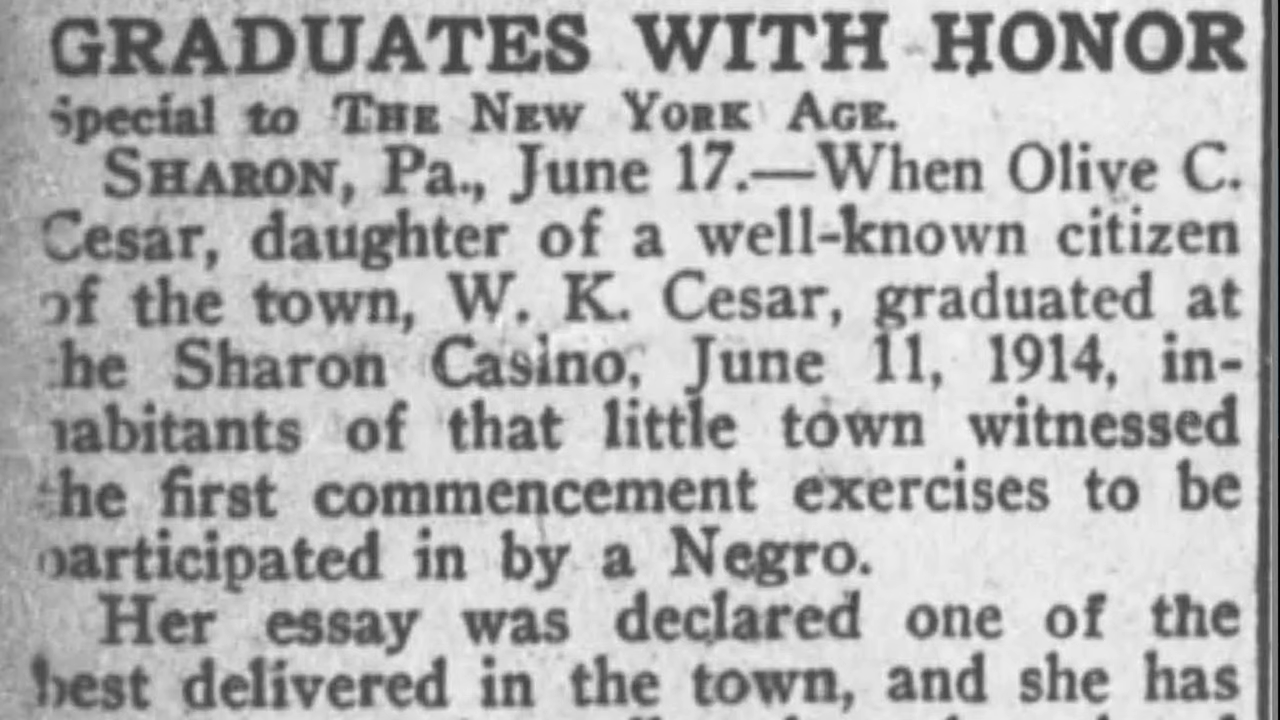 GRADUATES WITH HONOR
Special to THE NEW YORK AGE.
SHARON, Pa., June 17.—When Olive C.
Cesar, daughter of a well-known citizen
of the town, W. K. Cesar, graduated at
the Sharon Casino, June 11, 1914, in-
habitants of that little town witnessed
the first commencement exercises to be
participated in by a Negro.
Her essay was declared one of the
best delivered in the town, and she has